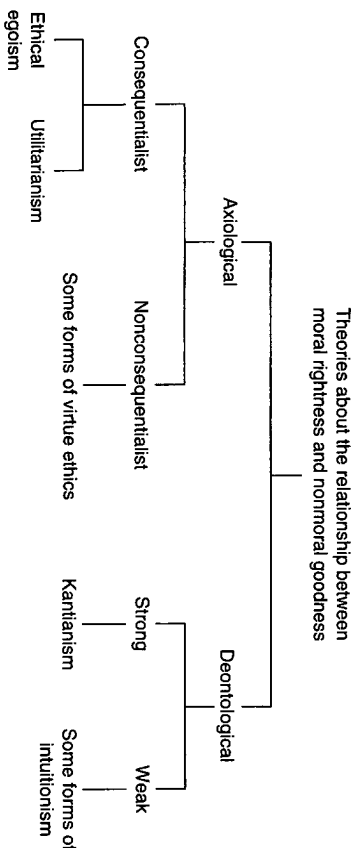 Theories about the relationship between
moral rightness and nonmoral goodness
Axiological
Deontological
Consequentialist
Nonconsequentialist
Strong
Weak
Ethical
egoism
Utilitarianism
Some forms of virtue ethics
Kantianism
Some forms of
intuitionism